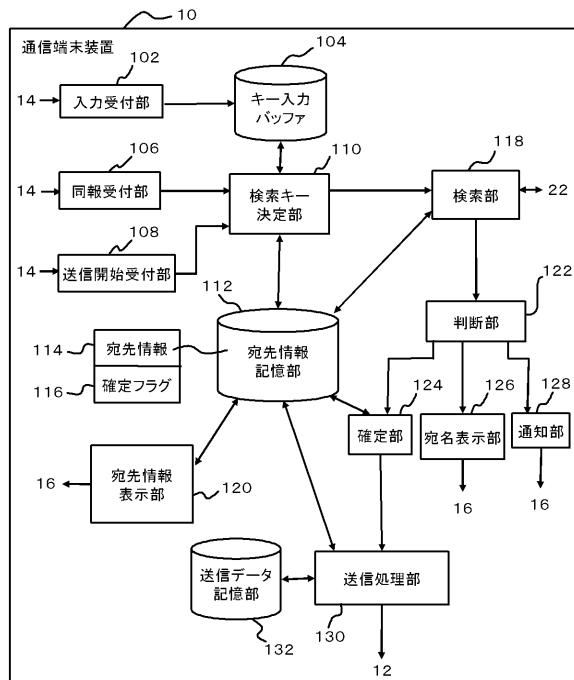 10
通信端末装置
102
104
14
入力受付部
キー入力
バッファ
106
110
118
14
同報受付部
検索キー
決定部
検索部
22
108
14
送信開始受付部
112
122
判断部
114
宛先情報
宛先情報
記憶部
116
確定フラグ
124
126
128
確定部
宛名表示部
通知部
16
宛先情報
表示部
120
16
16
送信データ
記憶部
送信処理部
132
130
12